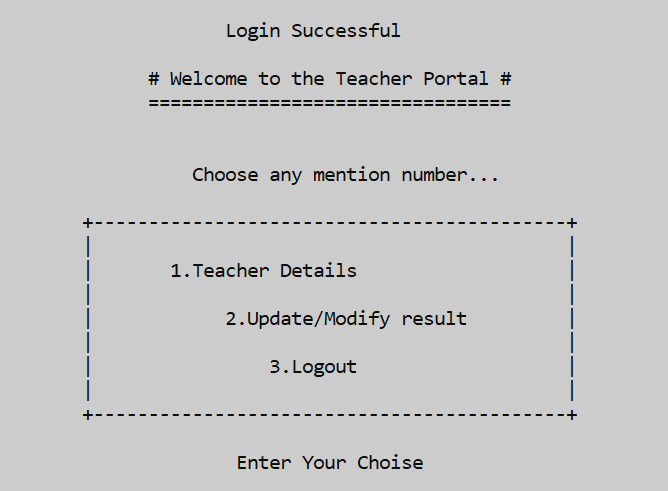 Login Successful
# Welcome to the Teacher Portal #
=================================
Choose any mention number...
+-------------------------------------------+
1.Teacher Details
2.Update/Modify result
3.Logout
+-------------------------------------------+
Enter Your Choise